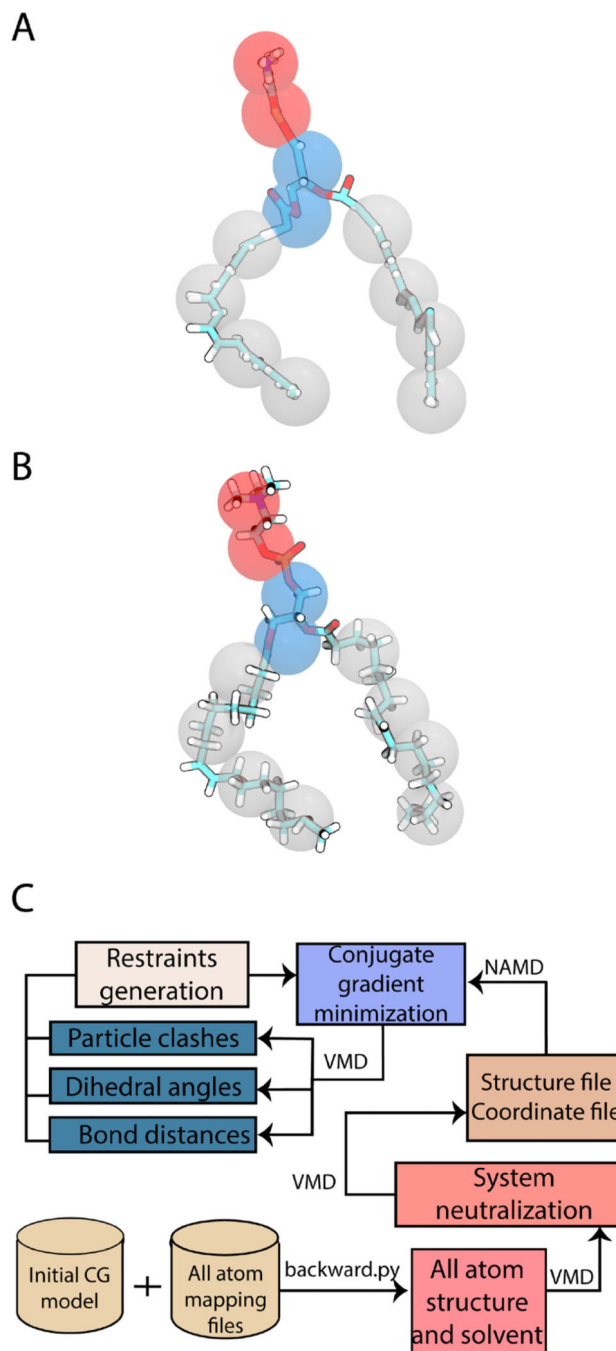 A
B
C
Restraints
generation
Conjugate
gradient
minimization
NAMD
Particle clashes
Dihedral angles
Bond distances
VMD
Structure file
Coordinate file
VMD
System
neutralization
Initial CG
model
+
All atom
mapping
files
backward.py
All atom
structure
and solvent
VMD